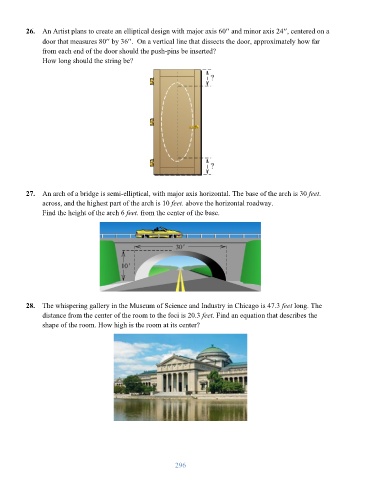 26. An Artist plans to create an elliptical design with major axis 60″ and minor axis 24″, centered on a
door that measures 80″ by 36″. On a vertical line that dissects the door, approximately how far
from each end of the door should the push-pins be inserted?
How long should the string be?
?
?
27. An arch of a bridge is semi-elliptical, with major axis horizontal. The base of the arch is 30 feet.
across, and the highest part of the arch is 10 feet. above the horizontal roadway.
Find the height of the arch 6 feet. from the center of the base.
30′
10′
28. The whispering gallery in the Museum of Science and Industry in Chicago is 47.3 feet long. The
distance from the center of the room to the foci is 20.3 feet. Find an equation that describes the
shape of the room. How high is the room at its center?
296